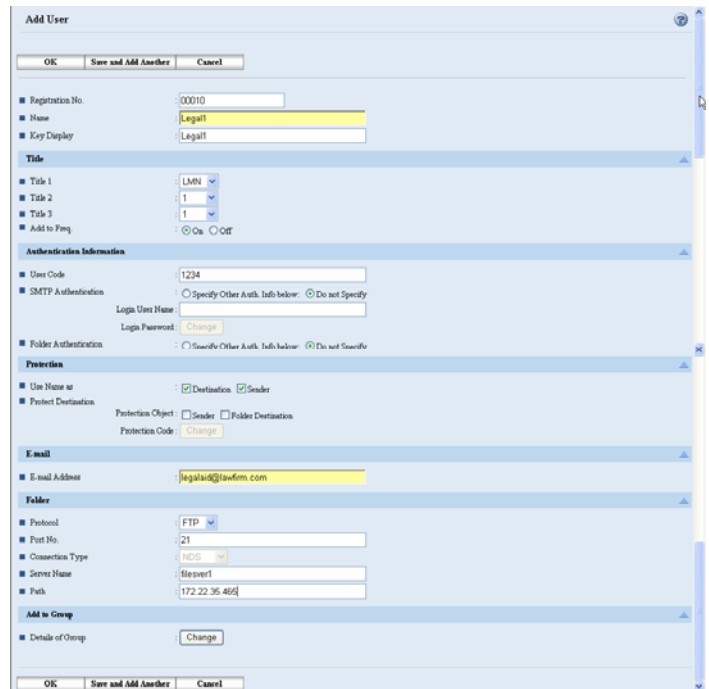 Add User
OK Save and Add Another Cancel
Registration No. : 00010
Name : Legal1
Key Display : Legal1
Title
Title 1 : LMN
Title 2 : 1
Title 3 : 1
Add to Freq. : On Off
Authentication Information
User Code : 1234
SMTP Authentication : Specify Other Auth. Info below: Do not Specify
Login User Name :
Login Password : Change
Folder Authentication : Specify Other Auth. Info below: Do not Specify
Protection
Use Name as : Destination Sender
Protect Destination
Protection Object : Sender Folder Destination
Protection Code : Change
E-mail
E-mail Address : legalaid@lawfirm.com
Folder
Protocol : FTP
Port No. : 21
Connection Type : NDS
Server Name : filesver1
Path : 172.22.35.465
Add to Group
Details of Group : Change
OK Save and Add Another Cancel